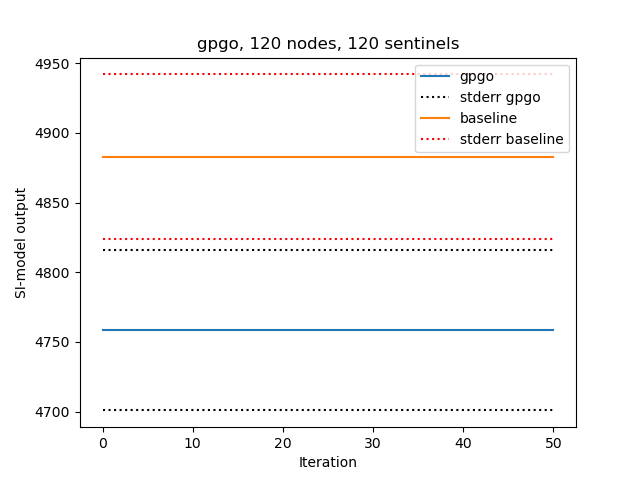 gpgo, 120 nodes, 120 sentinels
gpgo
stderr gpgo
baseline
stderr baseline
4950
4900
4850
4800
4750
4700
SI-model output
0 10 20 30 40 50
Iteration